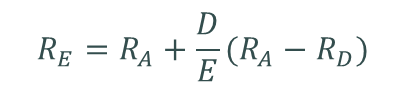 R_E = R_A + \frac{D}{E}(R_A − R_D)